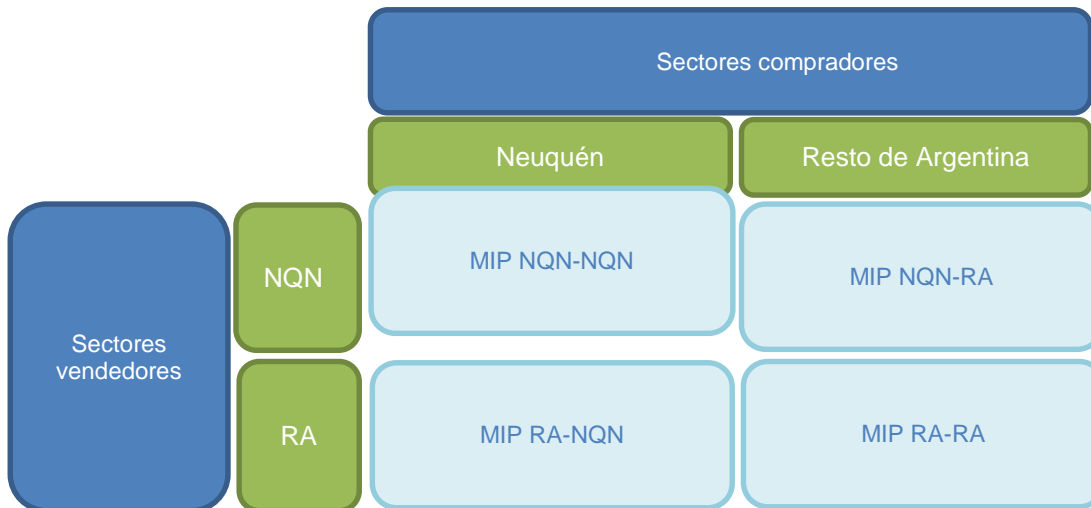 Sectores compradores
Neuquén
Resto de Argentina
NQN
MIP NQN-NQN
MIP NQN-RA
Sectores
vendedores
RA
MIP RA-NQN
MIP RA-RA